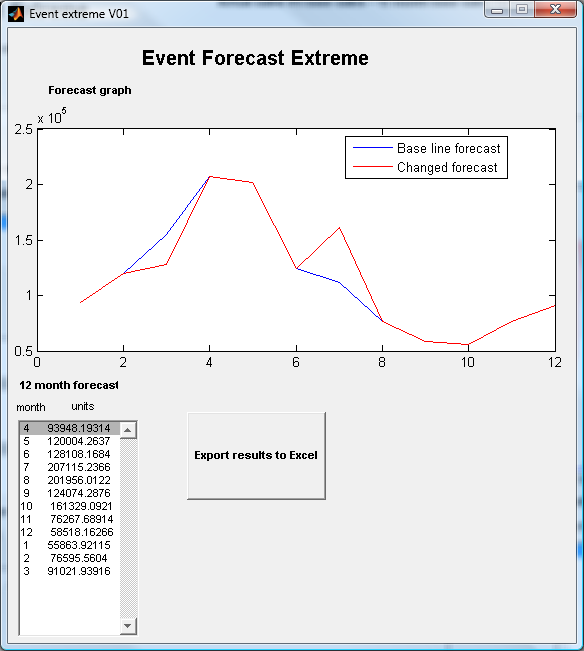 Event extreme V01
Event Forecast Extreme
Forecast graph
x 10^5
2.5
2
1.5
1
0.5
0 2 4 6 8 10 12
Base line forecast
Changed forecast
12 month forecast
month units
4 93948.19314
5 120004.2637
6 128108.1684
7 207115.2366
8 201956.0122
9 124074.2876
10 161329.0921
11 76267.68914
12 58518.16266
1 55863.92115
2 76595.5604
3 91021.93916
Export results to Excel